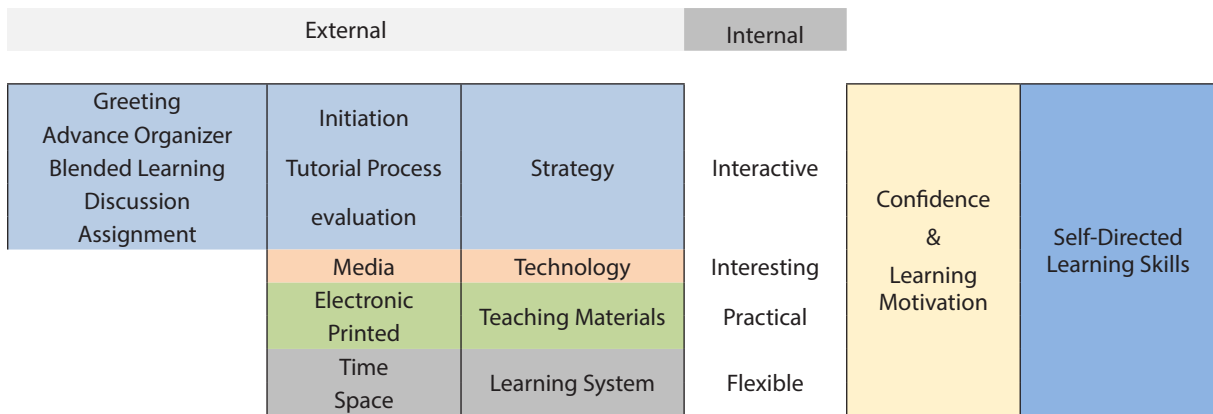 External
Internal
Greeting
Advance Organizer
Blended Learning
Discussion
Assignment
Initiation
Tutorial Process
evaluation
Strategy
Interactive
Media
Technology
Interesting
Electronic
Printed
Teaching Materials
Practical
Time
Space
Learning System
Flexible
Confidence
&
Learning
Motivation
Self-Directed
Learning Skills